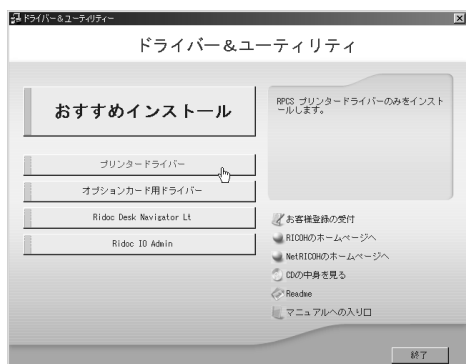 ドライバー＆ユーティリティー
ドライバー＆ユーティリティ
おすすめインストール
プリンタードライバー
オプションカード用ドライバー
Ridoc Desk Navigator Lt
Ridoc IO Admin
RPCS プリンタードライバーのみをインスト
ールします。
お客様登録の受付
RICOHのホームページへ
NetRICOHのホームページへ
CDの中身を見る
Readme
マニュアルへの入り口
終了